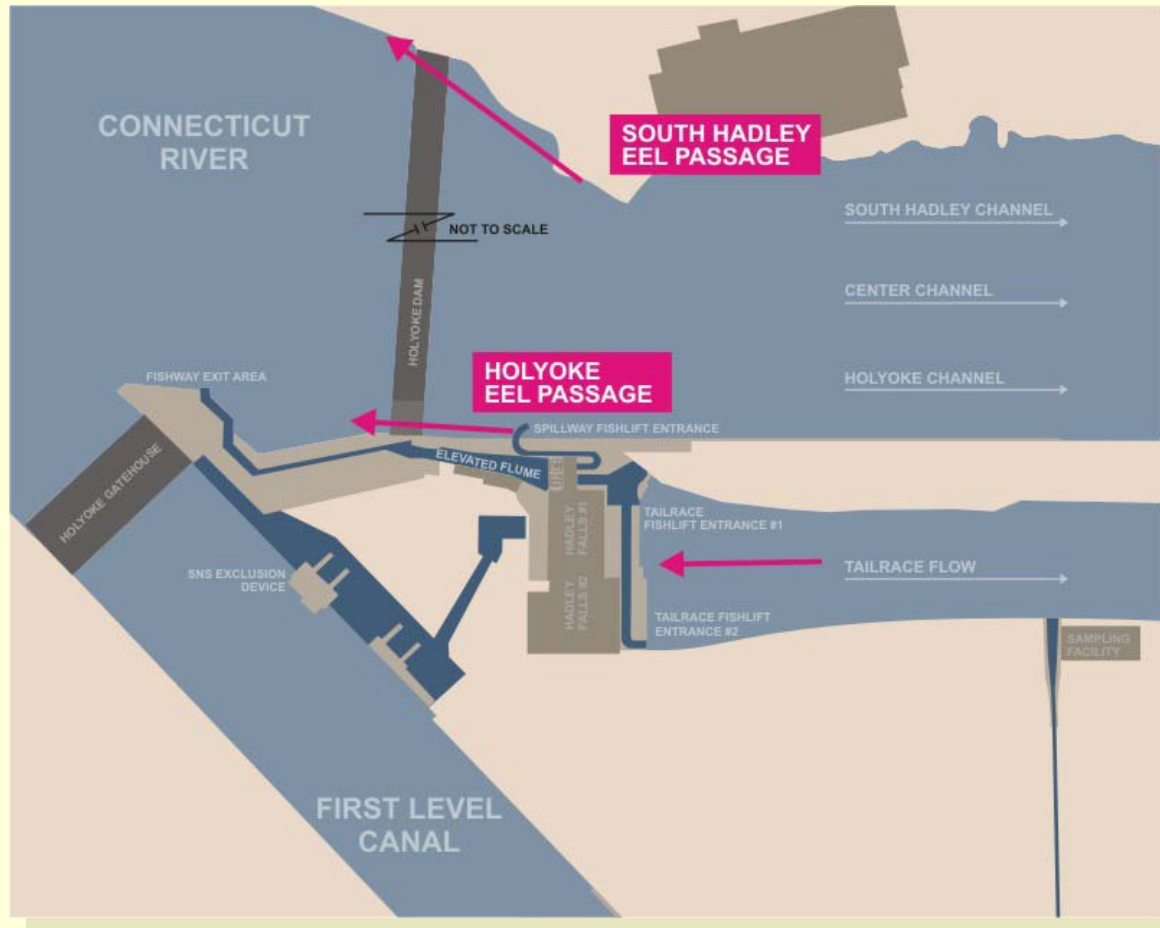 CONNECTICUT
RIVER
SOUTH HADLEY
EEL PASSAGE
SOUTH HADLEY CHANNEL
NOT TO SCALE
CENTER CHANNEL
HOLYOKE DAM
HOLYOKE
EEL PASSAGE
HOLYOKE CHANNEL
FISHWAY EXIT AREA
SPILLWAY FISHLIFT ENTRANCE
ELEVATED FLUME
HOLYOKE GATEHOUSE
HADLEY
FALLS #1
TAILRACE
FISHLIFT ENTRANCE #1
SNS EXCLUSION
DEVICE
TAILRACE FLOW
HADLEY
FALLS #2
TAILRACE FISHLIFT
ENTRANCE #2
SAMPLING
FACILITY
FIRST LEVEL
CANAL